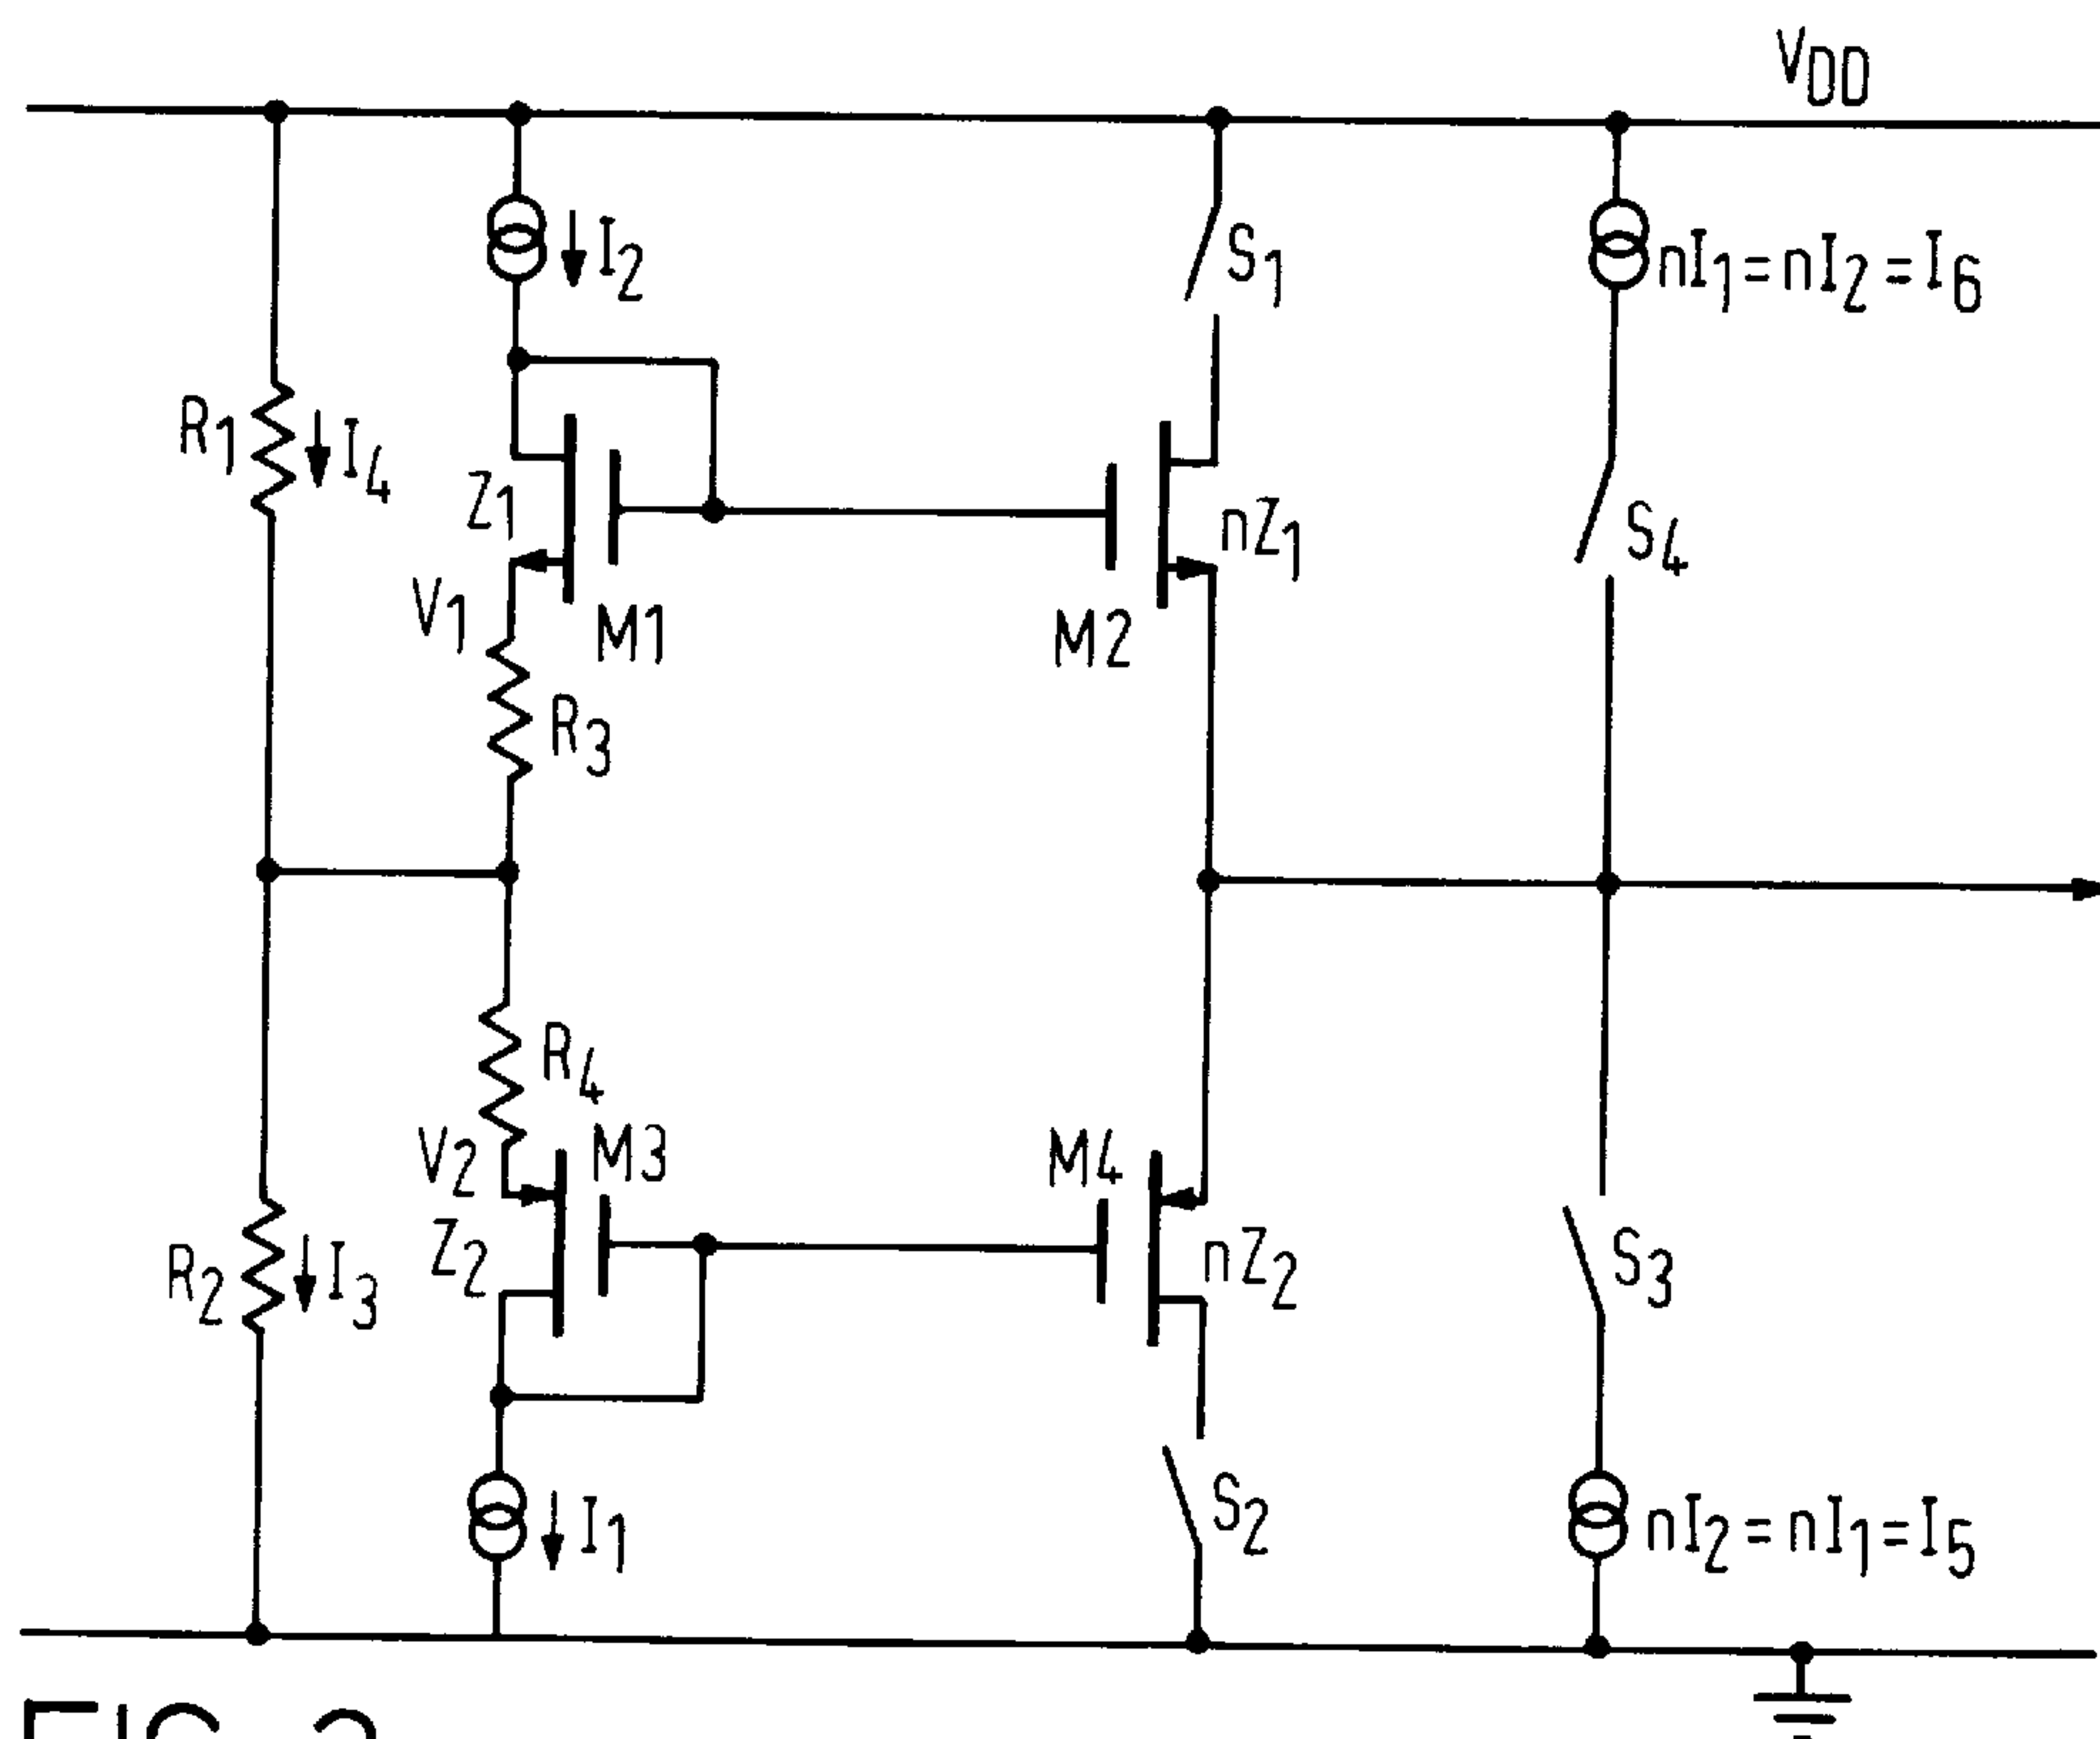 VDD
I2
S1
nI1=nI2=I6
R1
I4
Z1
nZ1
S4
V1
M1
M2
R3
R4
V2
M3
M4
Z2
nZ2
R2
I3
S3
S2
I1
nI2=nI1=I5